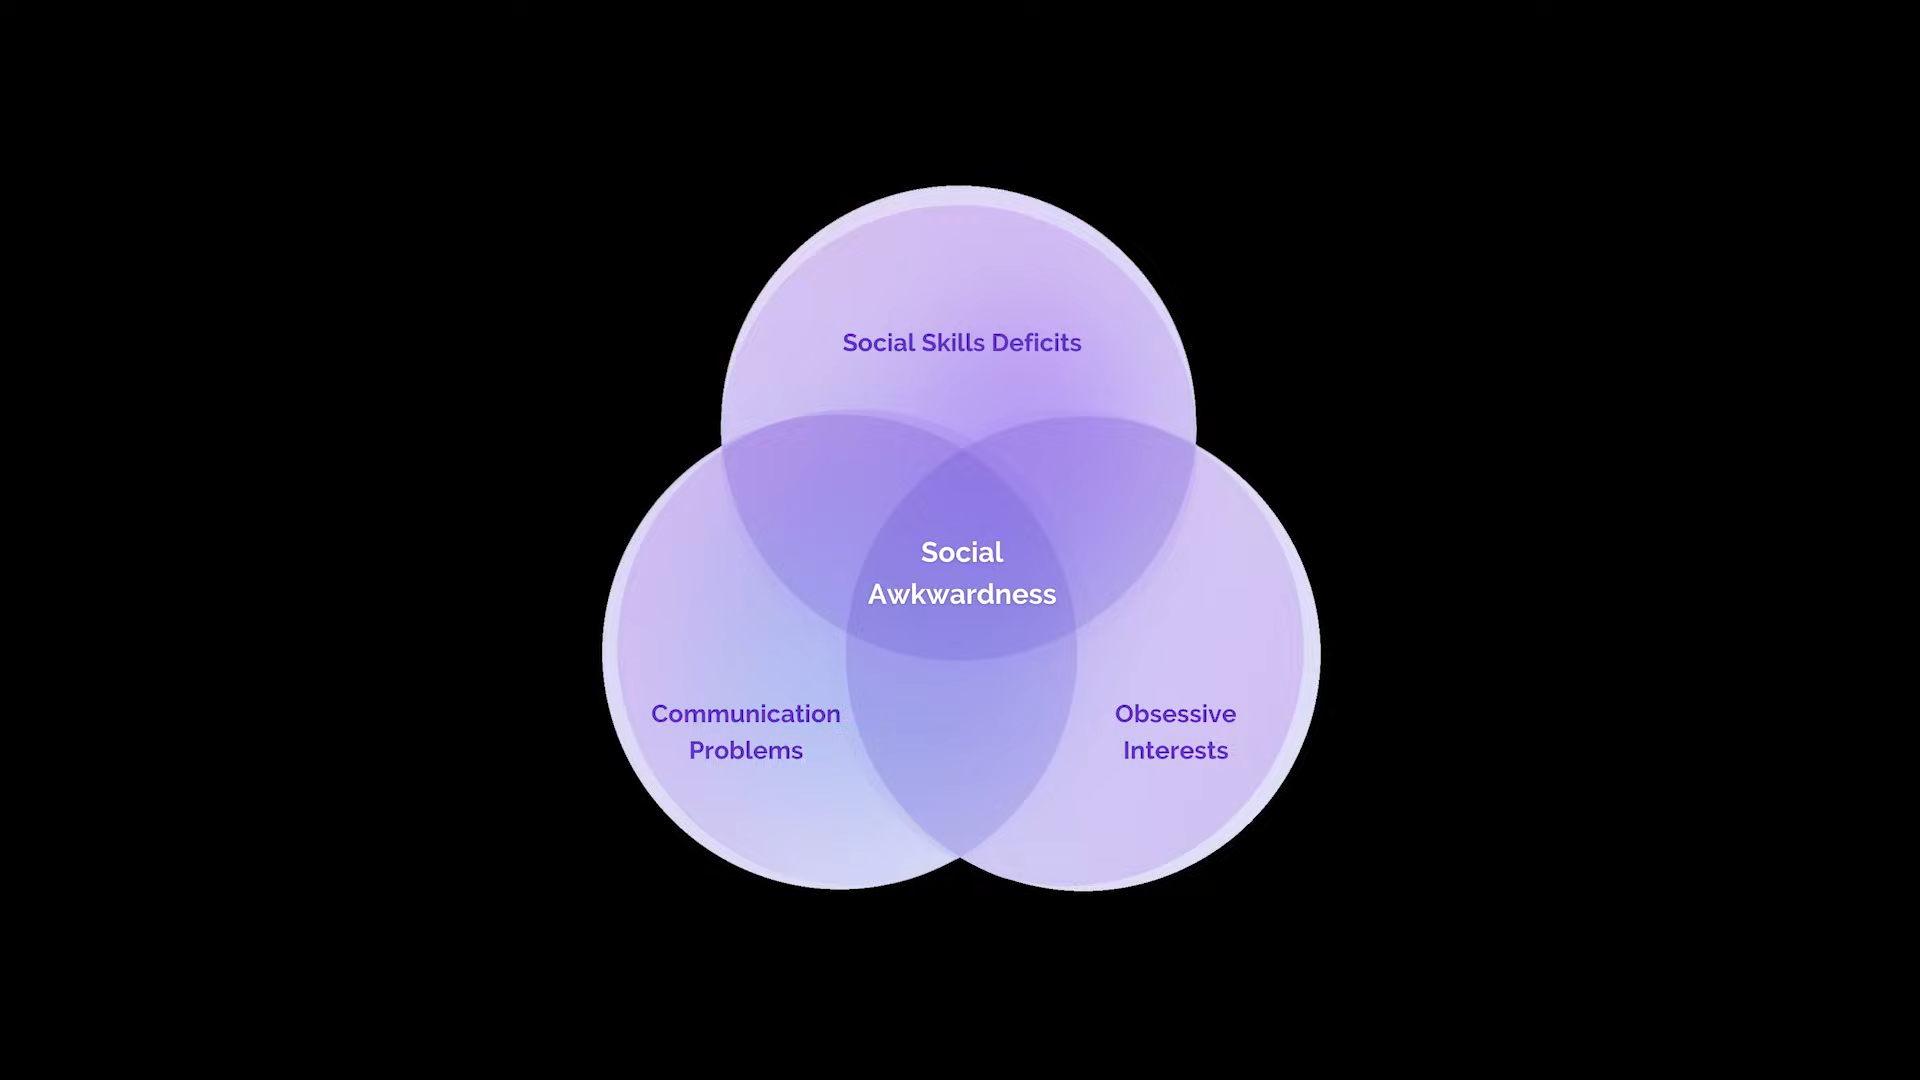 Social Skills Deficits
Social
Awkwardness
Communication
Problems
Obsessive
Interests